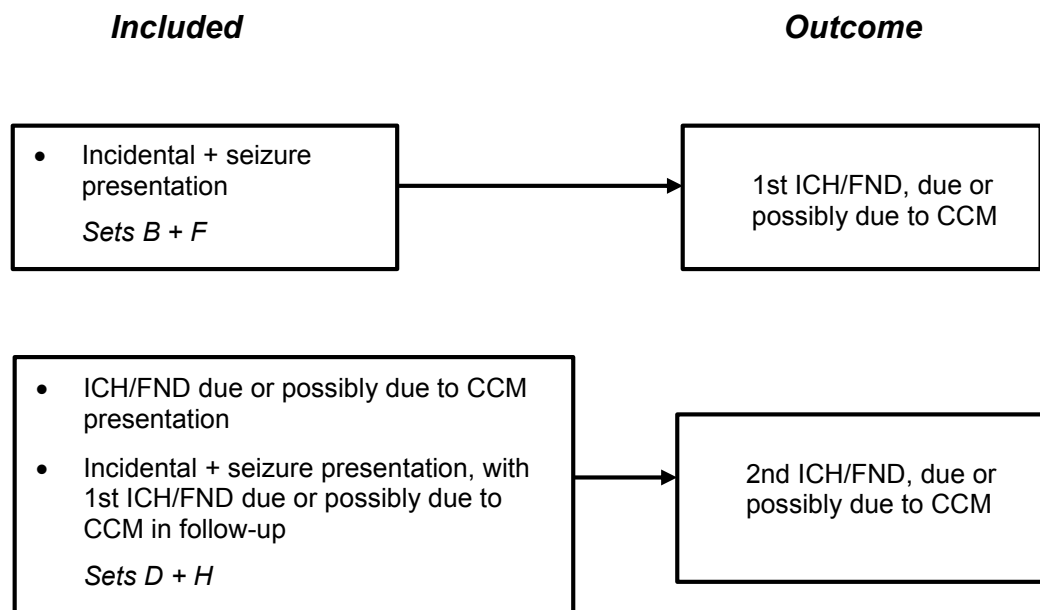 Included
Outcome
• Incidental + seizure
presentation
Sets B + F
1st ICH/FND, due or
possibly due to CCM
• ICH/FND due or possibly due to CCM
presentation
• Incidental + seizure presentation, with
1st ICH/FND due or possibly due to
CCM in follow-up
Sets D + H
2nd ICH/FND, due or
possibly due to CCM